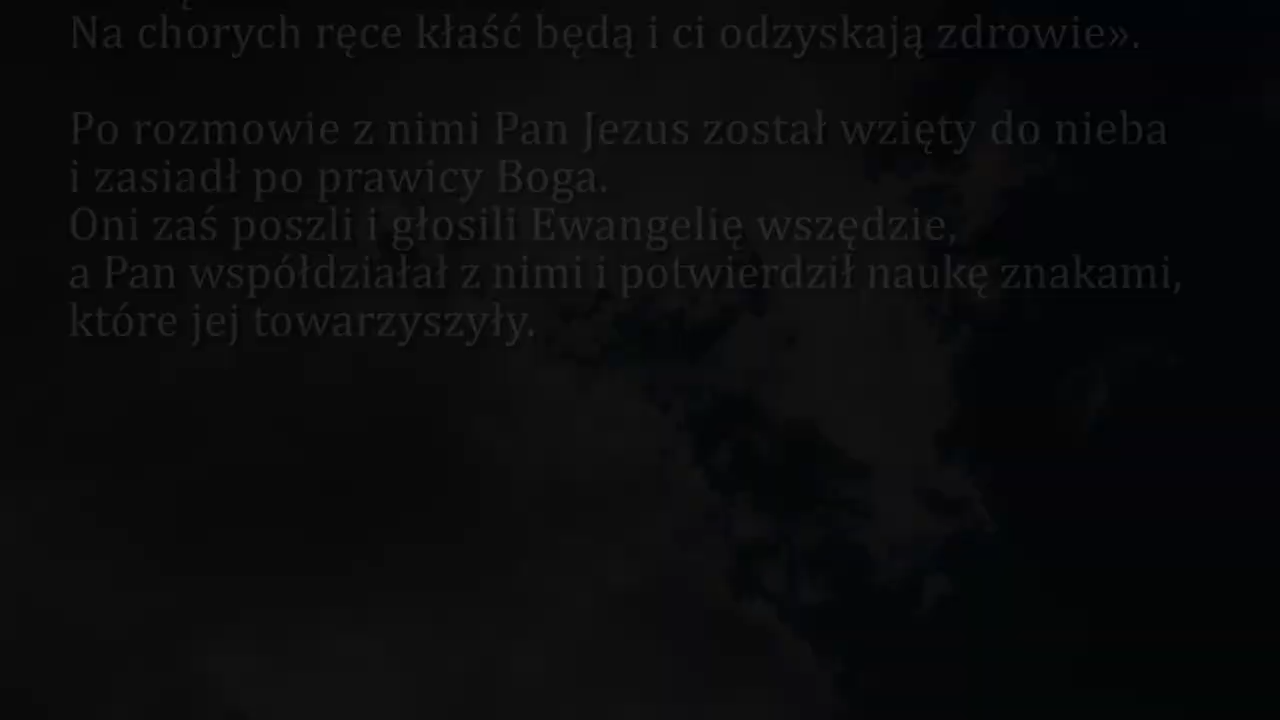 Na chorych ręce kłaść będą i ci odzyskają zdrowie».
Po rozmowie z nimi Pan Jezus został wzięty do nieba
i zasiadł po prawicy Boga.
Oni zaś poszli i głosili Ewangelię wszędzie,
a Pan współdziałał z nimi i potwierdził naukę znakami,
które jej towarzyszyły.